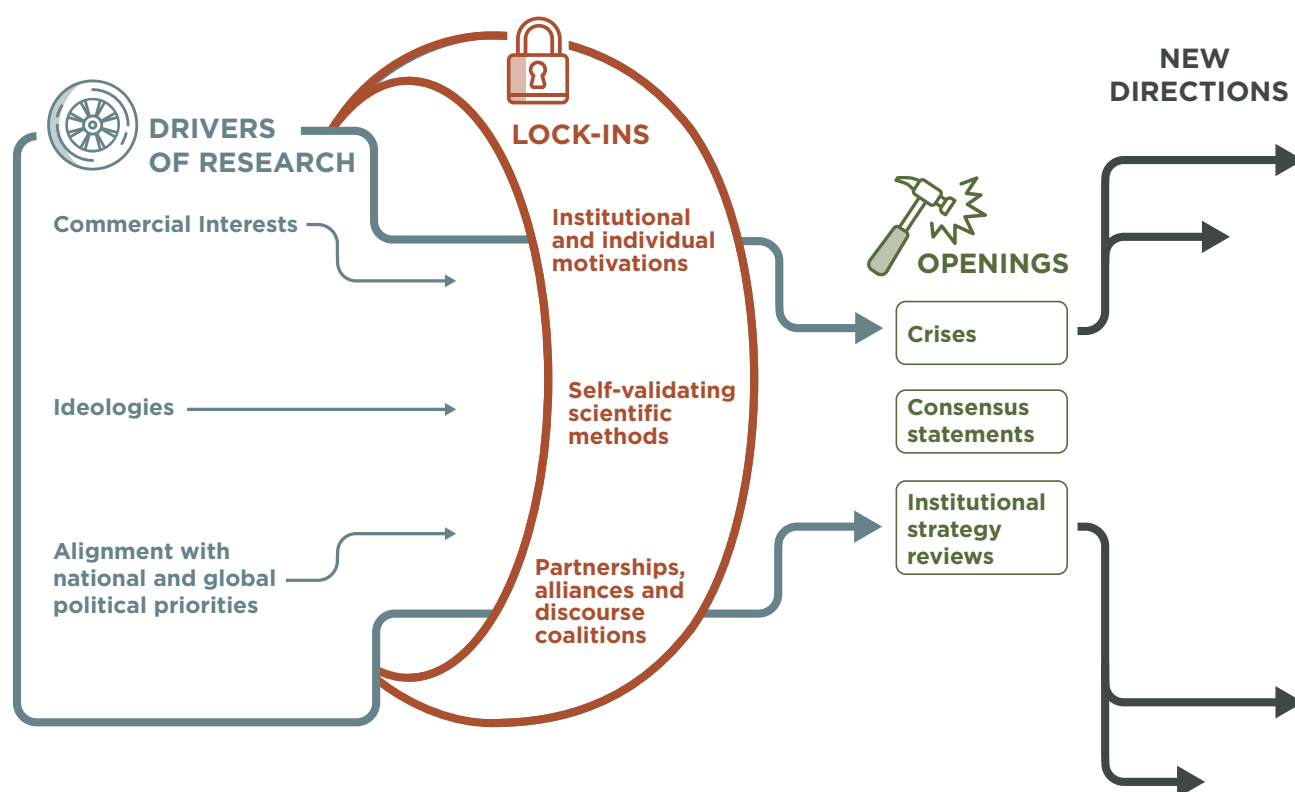 DRIVERS
OF RESEARCH
Commercial Interests
Ideologies
Alignment with
national and global
political priorities
LOCK-INS
Institutional
and individual
motivations
Self-validating
scientific
methods
Partnerships,
alliances and
discourse
coalitions
OPENINGS
Crises
Consensus
statements
Institutional
strategy
reviews
NEW
DIRECTIONS